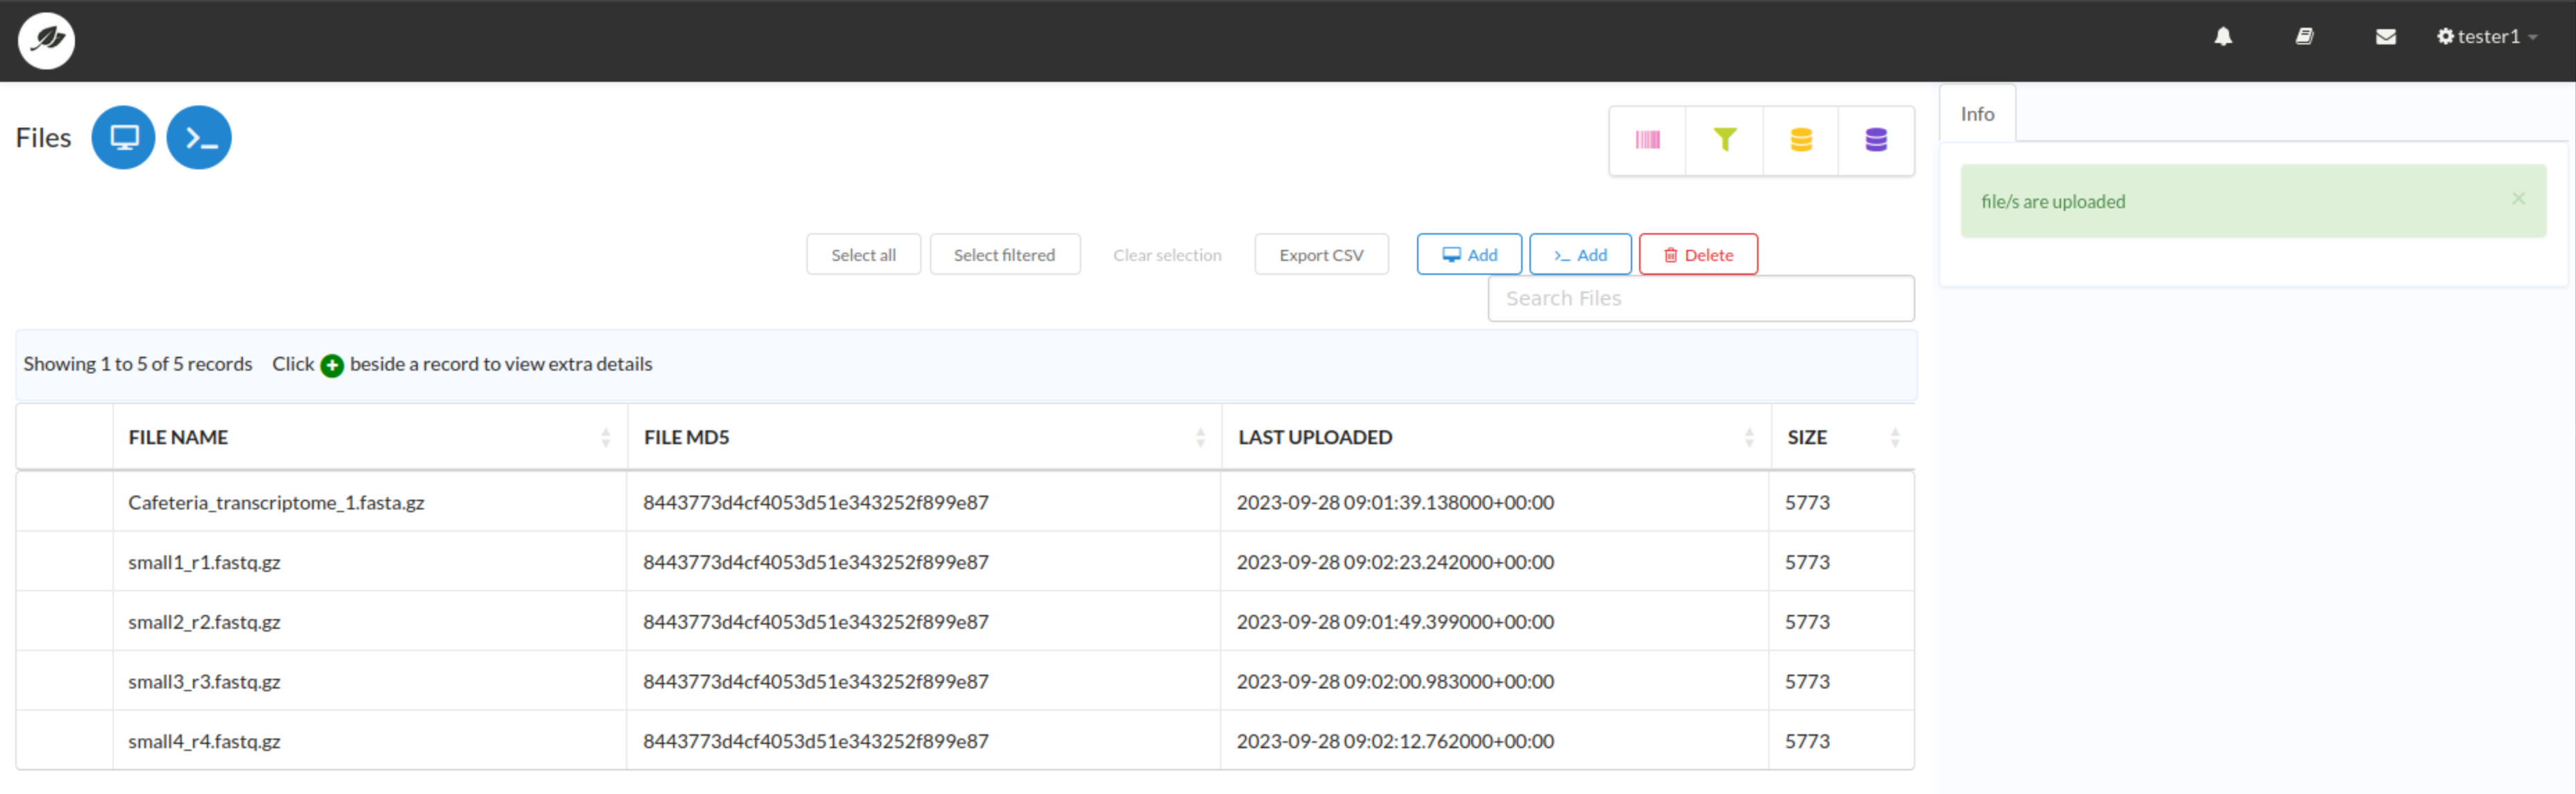 tester1
Files
Info
file/s are uploaded
Select all Select filtered Clear selection Export CSV Add >_ Add Delete
Search Files
Showing 1 to 5 of 5 records Click beside a record to view extra details
FILE NAME FILE MD5 LAST UPLOADED SIZE
Cafeteria_transcriptome_1.fasta.gz 8443773d4cf4053d51e343252f899e87 2023-09-28 09:01:39.138000+00:00 5773
small1_r1.fastq.gz 8443773d4cf4053d51e343252f899e87 2023-09-28 09:02:23.242000+00:00 5773
small2_r2.fastq.gz 8443773d4cf4053d51e343252f899e87 2023-09-28 09:01:49.399000+00:00 5773
small3_r3.fastq.gz 8443773d4cf4053d51e343252f899e87 2023-09-28 09:02:00.983000+00:00 5773
small4_r4.fastq.gz 8443773d4cf4053d51e343252f899e87 2023-09-28 09:02:12.762000+00:00 5773